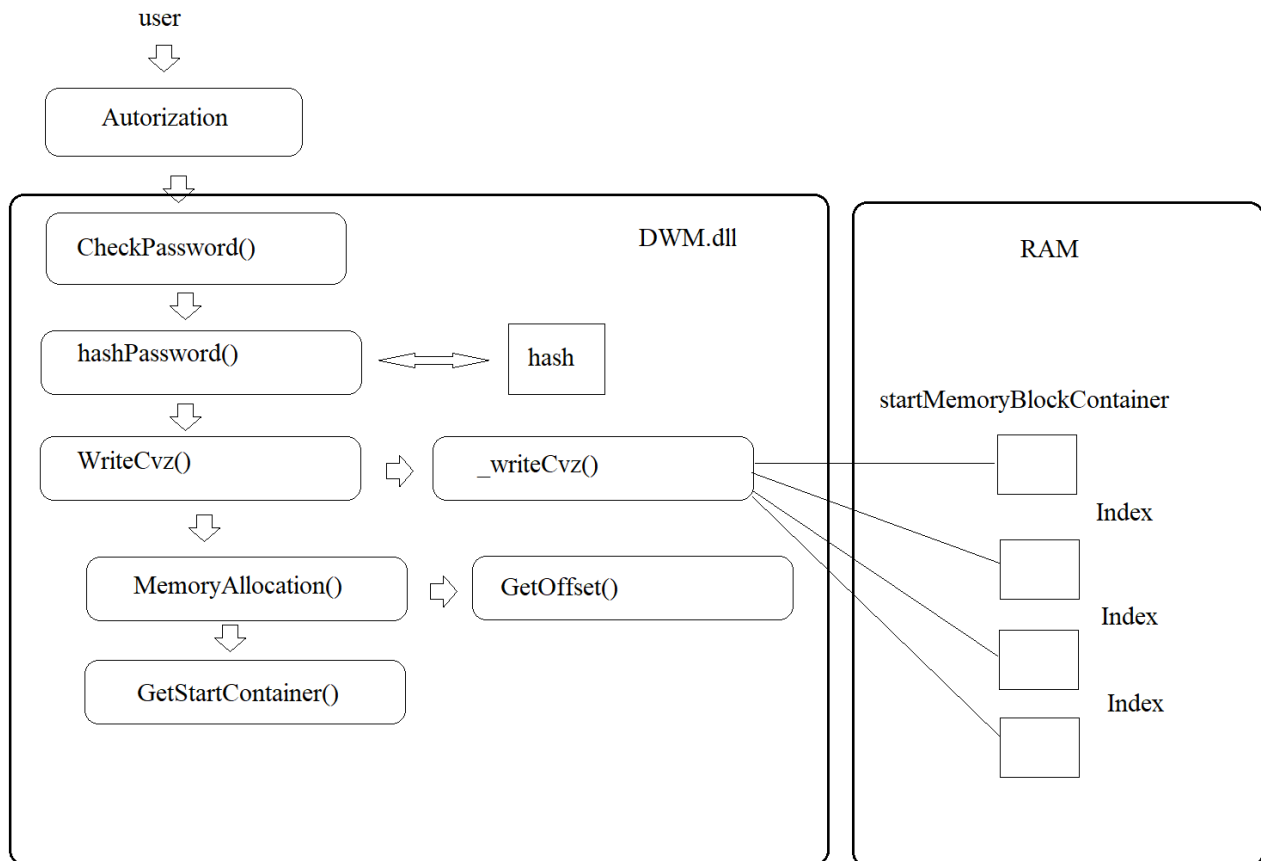 user
Autorization
CheckPassword()
DWM.dll
RAM
hashPassword()
hash
startMemoryBlockContainer
WriteCvz()
_writeCvz()
Index
MemoryAllocation()
GetOffset()
Index
GetStartContainer()
Index